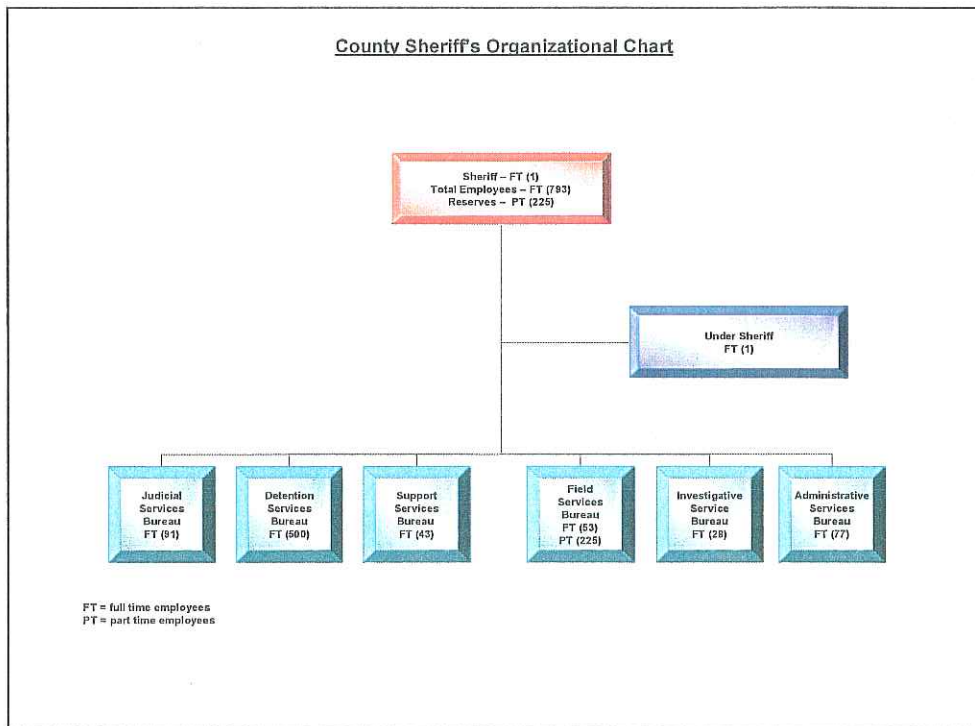 County Sheriff's Organizational Chart
Sheriff – FT (1)
Total Employees – FT (793)
Reserves – PT (225)
Under Sheriff
FT (1)
Judicial
Services
Bureau
FT (91)
Detention
Services
Bureau
FT (500)
Support
Services
Bureau
FT (43)
Field
Services
Bureau
FT (53)
PT (225)
Investigative
Service
Bureau
FT (28)
Administrative
Services
Bureau
FT (77)
FT = full time employees
PT = part time employees